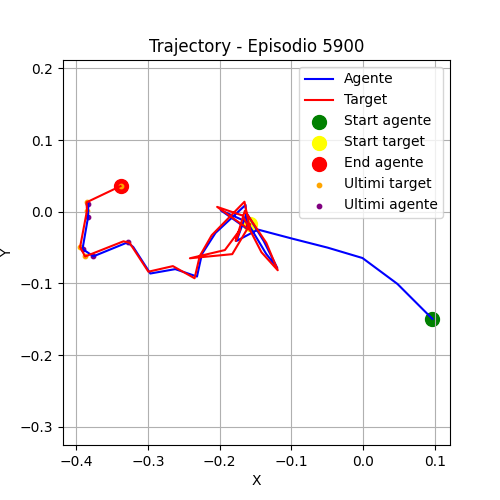 Trajectory - Episodio 5900
0.2
0.1
0.0
−0.1
−0.2
−0.3
Y
−0.4
−0.3
−0.2
−0.1
0.0
0.1
X
Agente
Target
Start agente
Start target
End agente
Ultimi target
Ultimi agente